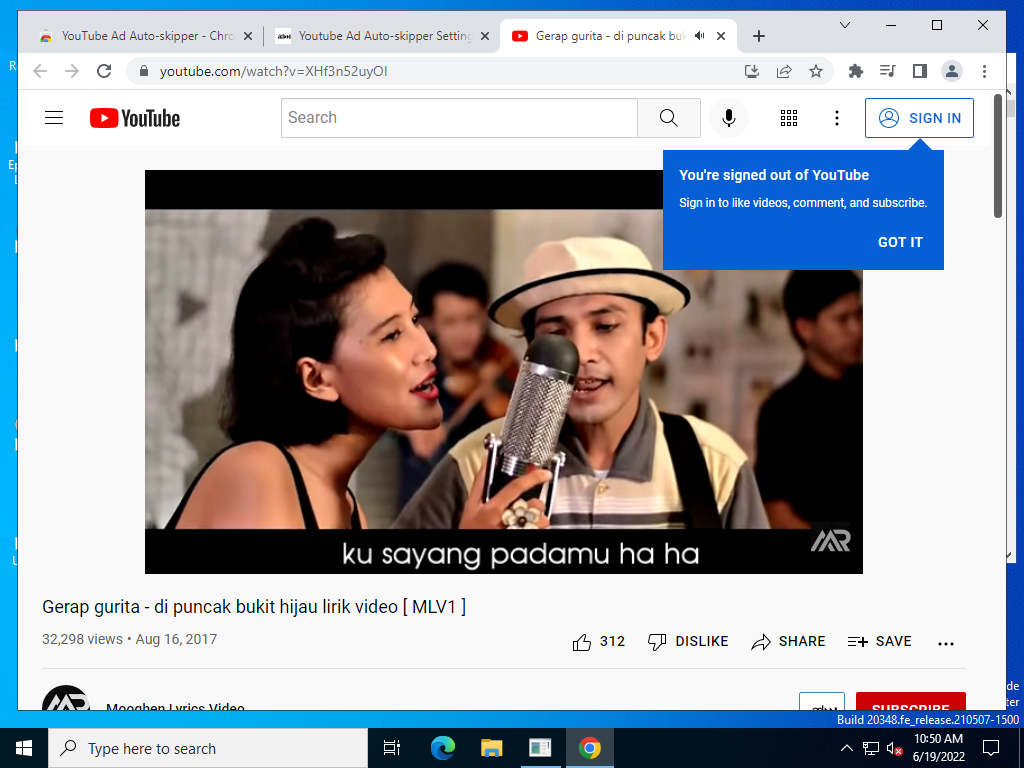 YouTube Ad Auto-skipper - Chro
Youtube Ad Auto-skipper Setting
Gerap gurita - di puncak buk
youtube.com/watch?v=XHf3n52uyOI
YouTube
Search
SIGN IN
You're signed out of YouTube
Sign in to like videos, comment, and subscribe.
GOT IT
ku sayang padamu ha ha
Gerap gurita - di puncak bukit hijau lirik video [ MLV1 ]
32,298 views • Aug 16, 2017
312
DISLIKE
SHARE
SAVE
Mooghen Lyrics Video
SUBSCRIBE
Build 20348.fe_release.210507-1500
Type here to search
10:50 AM
6/19/2022